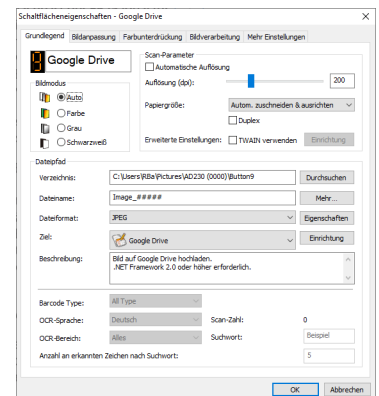 Schaltflächeneigenschaften - Google Drive
Grundlegend Bildanpassung Farbunterdrückung Bildverarbeitung Mehr Einstellungen
9 Google Drive
Bildmodus
Auto
Farbe
Grau
Schwarzweiß
Scan-Parameter
Automatische Auflösung
Auflösung (dpi): 200
Papiergröße: Autom. zuschneiden & ausrichten
Duplex
Erweiterte Einstellungen: TWAIN verwenden Einrichtung
Dateipfad
Verzeichnis: C:\Users\RBa\Pictures\AD230 (0000)\Button9 Durchsuchen
Dateiname: Image_##### Mehr...
Dateiformat: JPEG Eigenschaften
Ziel: Google Drive Einrichtung
Beschreibung: Bild auf Google Drive hochladen.
.NET Framework 2.0 oder höher erforderlich.
Barcode Type: All Type
OCR-Sprache: Deutsch Scan-Zahl: 0
OCR-Bereich: Alles Suchwort: Beispiel
Anzahl an erkannten Zeichen nach Suchwort: 5
OK Abbrechen